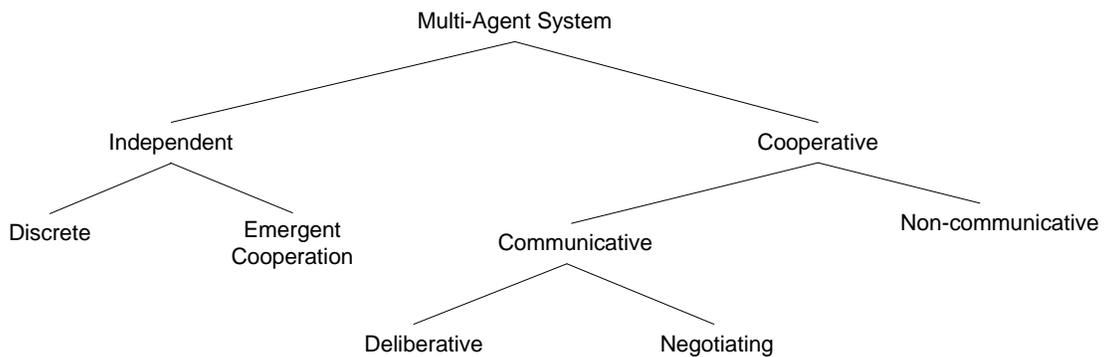 Multi-Agent System
Independent
Cooperative
Discrete
Emergent
Cooperation
Communicative
Non-communicative
Deliberative
Negotiating